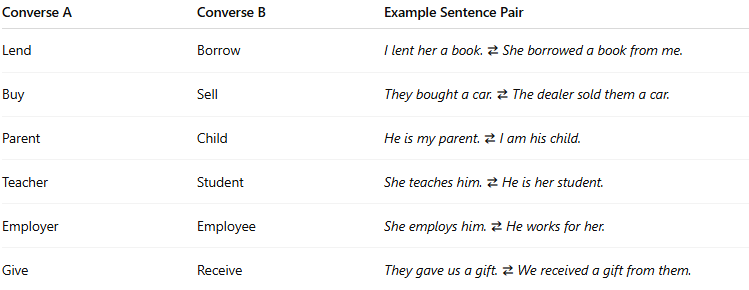 Converse A Converse B Example Sentence Pair
Lend Borrow I lent her a book. ⇄ She borrowed a book from me.
Buy Sell They bought a car. ⇄ The dealer sold them a car.
Parent Child He is my parent. ⇄ I am his child.
Teacher Student She teaches him. ⇄ He is her student.
Employer Employee She employs him. ⇄ He works for her.
Give Receive They gave us a gift. ⇄ We received a gift from them.